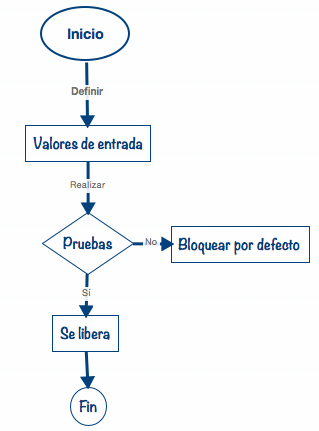 Inicio
Definir
Valores de entrada
Realizar
Pruebas
No
Bloquear por defecto
Sí
Se libera
Fin